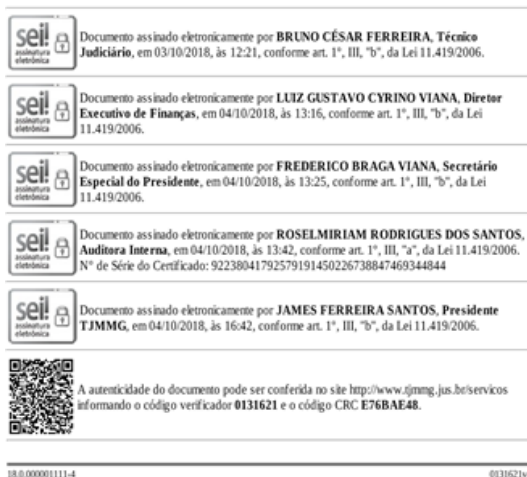 sei!
assinatura
eletrônica
Documento assinado eletronicamente por BRUNO CÉSAR FERREIRA, Técnico
Judiciário, em 03/10/2018, às 12:21, conforme art. 1º, III, "b", da Lei 11.419/2006.
sei!
assinatura
eletrônica
Documento assinado eletronicamente por LUIZ GUSTAVO CYRINO VIANA, Diretor
Executivo de Finanças, em 04/10/2018, às 13:16, conforme art. 1º, III, "b", da Lei
11.419/2006.
sei!
assinatura
eletrônica
Documento assinado eletronicamente por FREDERICO BRAGA VIANA, Secretário
Especial do Presidente, em 04/10/2018, às 13:25, conforme art. 1º, III, "b", da Lei
11.419/2006.
sei!
assinatura
eletrônica
Documento assinado eletronicamente por ROSELMIRIAM RODRIGUES DOS SANTOS,
Auditora Interna, em 04/10/2018, às 13:42, conforme art. 1º, III, "a", da Lei 11.419/2006.
N° de Série do Certificado: 92238041792579191450226738847469344844
sei!
assinatura
eletrônica
Documento assinado eletronicamente por JAMES FERREIRA SANTOS, Presidente
TJMMG, em 04/10/2018, às 16:42, conforme art. 1º, III, "b", da Lei 11.419/2006.
A autenticidade do documento pode ser conferida no site http://www.tjmmg.jus.br/servicos
informando o código verificador 0131621 e o código CRC E76BAE48.
18.0.000001111-4
0131621v